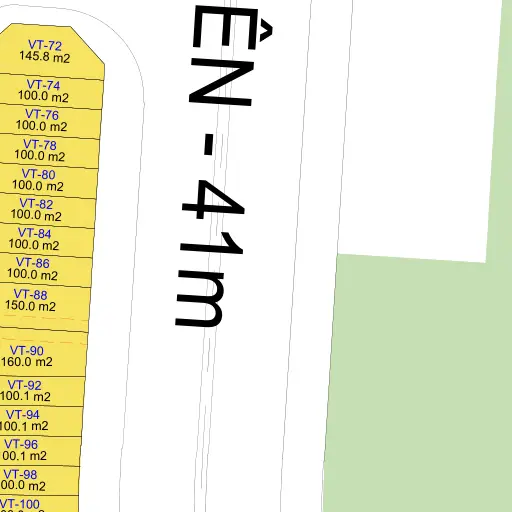 VT-72
145.8 m2
VT-74
100.0 m2
VT-76
100.0 m2
VT-78
100.0 m2
VT-80
100.0 m2
VT-82
100.0 m2
VT-84
100.0 m2
VT-86
100.0 m2
VT-88
150.0 m2
VT-90
160.0 m2
VT-92
100.1 m2
VT-94
100.1 m2
VT-96
00.1 m2
VT-98
00.0 m2
VT-100
ÊN - 41m